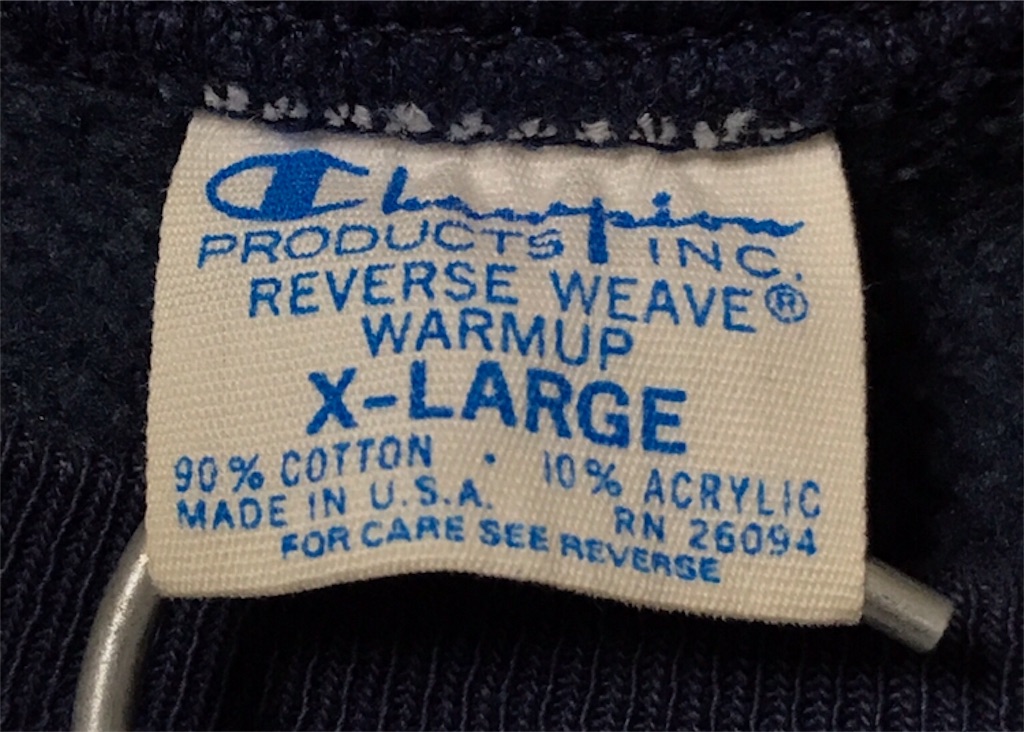 Champion
PRODUCTS INC.
REVERSE WEAVE®
WARMUP
X-LARGE
90% COTTON · 10% ACRYLIC
MADE IN U.S.A. RN 26094
FOR CARE SEE REVERSE